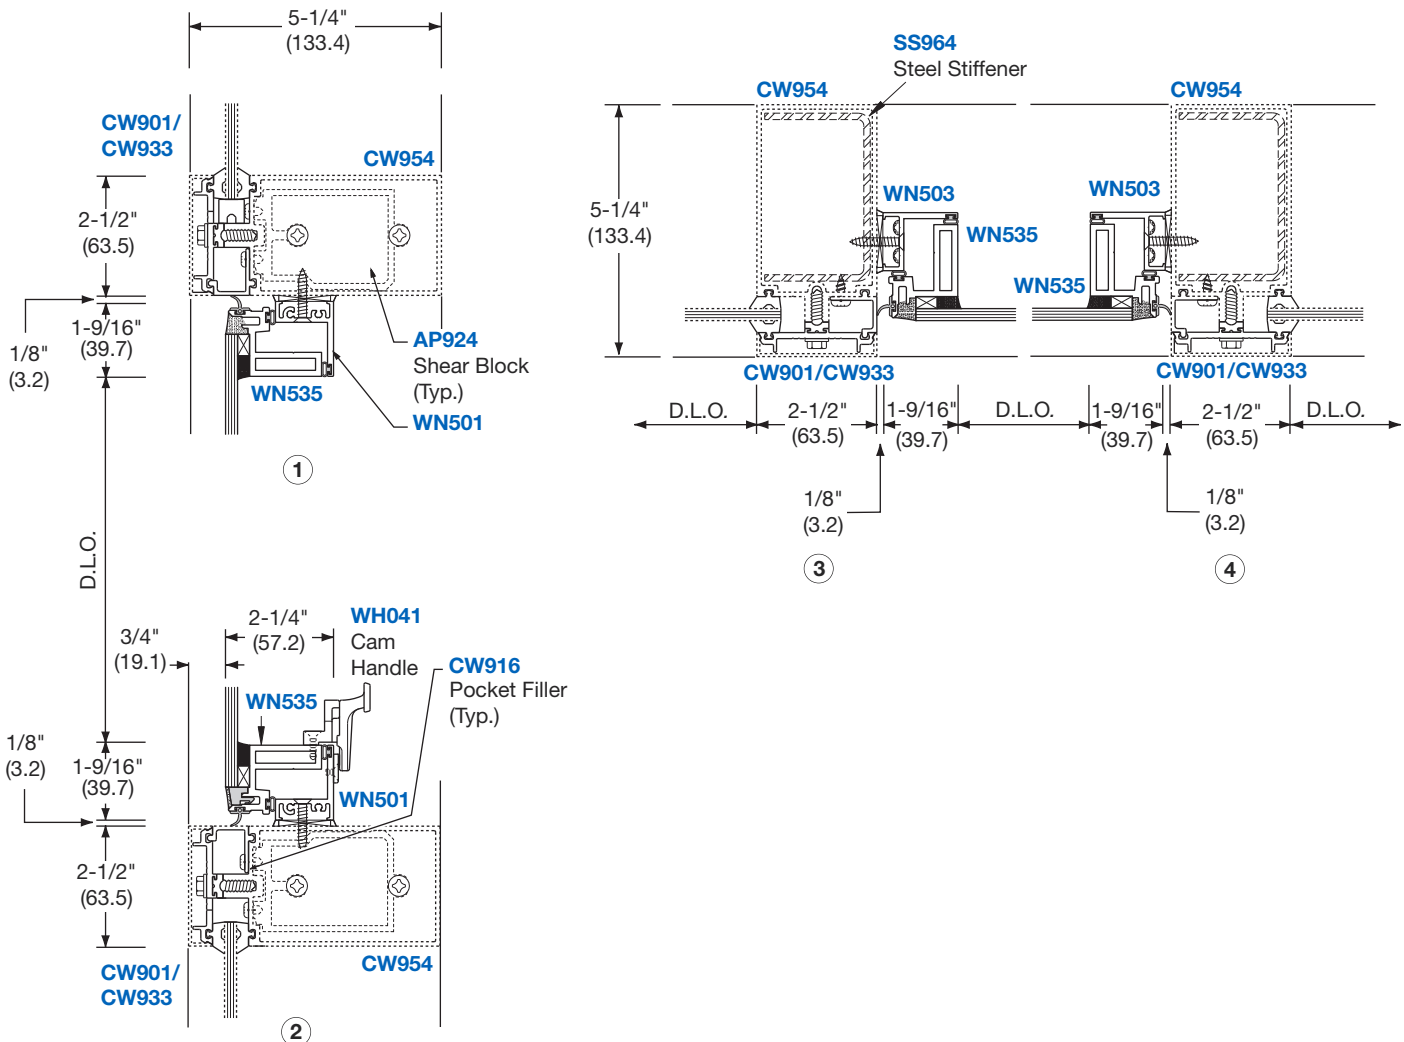 5-1/4"
(133.4)
CW901/
CW933
CW954
2-1/2"
(63.5)
1-9/16"
(39.7)
1/8"
(3.2)
AP924
Shear Block
(Typ.)
WN535
WN501
1
D.L.O.
3/4"
(19.1)
2-1/4"
(57.2)
WH041
Cam
Handle
CW916
Pocket Filler
(Typ.)
WN535
1/8"
(3.2)
1-9/16"
(39.7)
WN501
2-1/2"
(63.5)
CW901/
CW933
CW954
2
SS964
Steel Stiffener
CW954
CW954
5-1/4"
(133.4)
WN503
WN503
WN535
WN535
CW901/CW933
CW901/CW933
D.L.O.
2-1/2"
(63.5)
1-9/16"
(39.7)
D.L.O.
1-9/16"
(39.7)
2-1/2"
(63.5)
D.L.O.
1/8"
(3.2)
1/8"
(3.2)
3
4